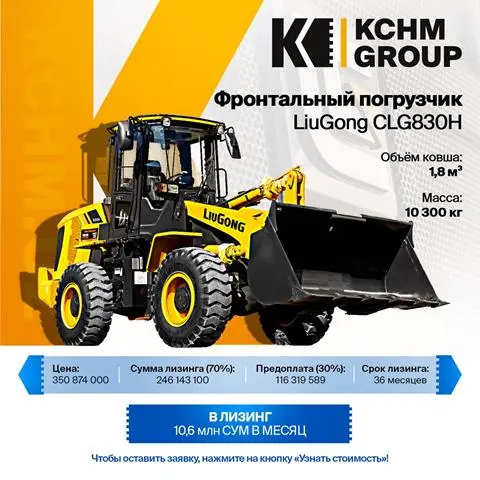 KCHM
GROUP
Фронтальный погрузчик
LiuGong CLG830H
Объём ковша:
1,8 м³
Масса:
10 300 кг
KCHM
LIUGONG
Цена:
350 874 000
Сумма лизинга (70%):
246 143 100
Предоплата (30%):
116 319 589
Срок лизинга:
36 месяцев
В ЛИЗИНГ
10,6 млн СУМ В МЕСЯЦ
Чтобы оставить заявку, нажмите на кнопку «Узнать стоимость»!